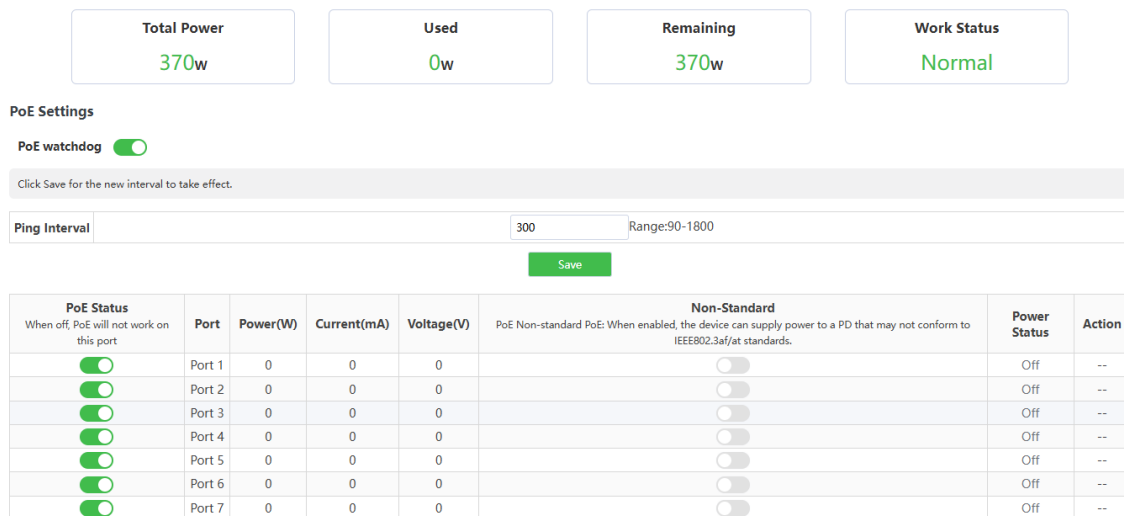 Total Power Used Remaining Work Status
370W 0W 370W Normal
PoE Settings
PoE watchdog
Click Save for the new interval to take effect.
Ping Interval 300 Range:90-1800
Save
PoE Status
When off, PoE will not work on
this port
Port
Power(W)
Current(mA)
Voltage(V)
Non-Standard
PoE Non-standard PoE: When enabled, the device can supply power to a PD that may not conform to
IEEE802.3af/at standards.
Power
Status
Action
Port 1 0 0 0 Off --
Port 2 0 0 0 Off --
Port 3 0 0 0 Off --
Port 4 0 0 0 Off --
Port 5 0 0 0 Off --
Port 6 0 0 0 Off --
Port 7 0 0 0 Off --